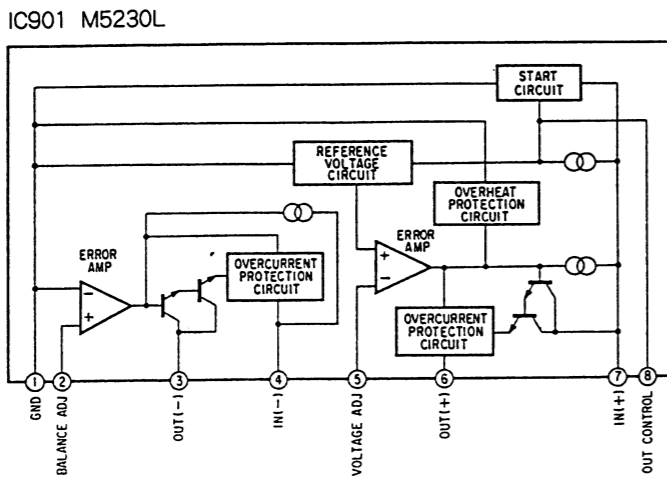 IC901 M5230L
START
CIRCUIT
REFERENCE
VOLTAGE
CIRCUIT
OVERHEAT
PROTECTION
CIRCUIT
ERROR
AMP
ERROR
AMP
OVERCURRENT
PROTECTION
CIRCUIT
OVERCURRENT
PROTECTION
CIRCUIT
- +
+ -
1 2 3 4 5 6 7 8
GND
BALANCE ADJ
OUT(-)
IN(-)
VOLTAGE ADJ
OUT(+)
IN(+)
OUT CONTROL